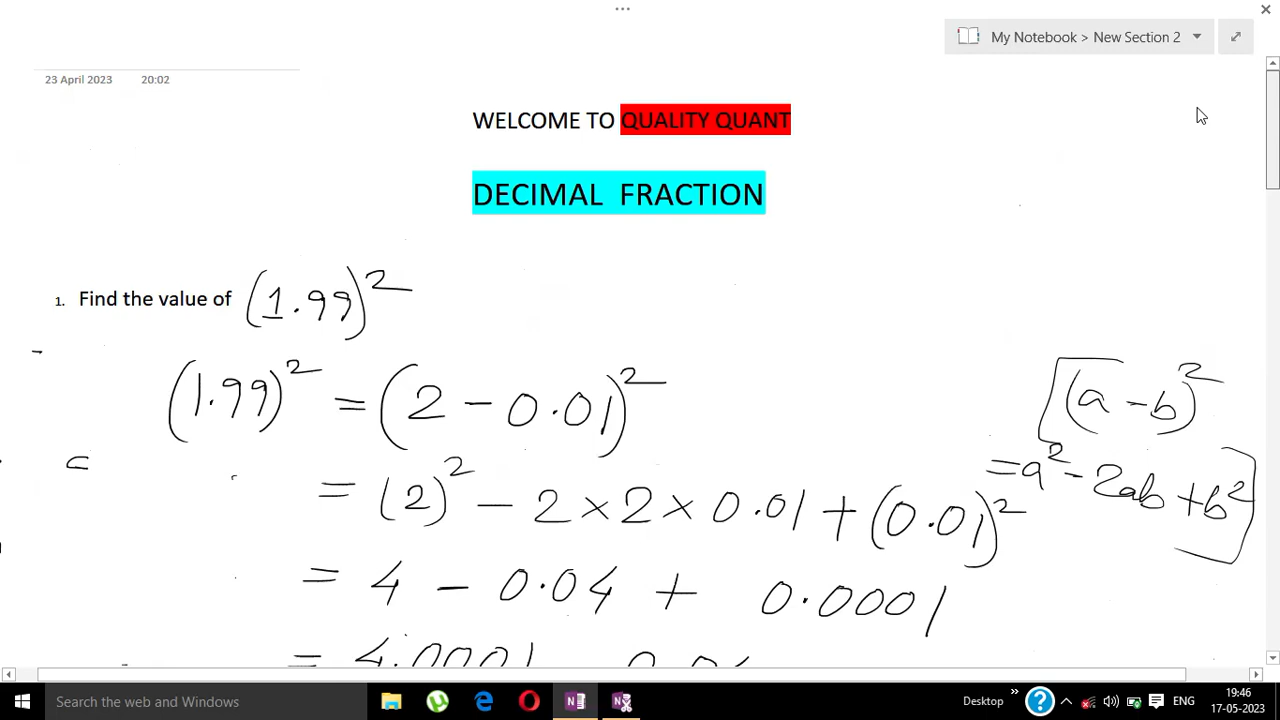 ...
My Notebook > New Section 2
23 April 2023 20:02
WELCOME TO QUALITY QUANT
DECIMAL FRACTION
1. Find the value of (1.99)²
(1.99)² = (2 - 0.01)²
(a - b)²
= a² - 2ab + b²
= (2)² - 2 × 2 × 0.01 + (0.01)²
= 4 - 0.04 + 0.0001
= 4.0001
Search the web and Windows
Desktop
ENG
19:46
17-05-2023